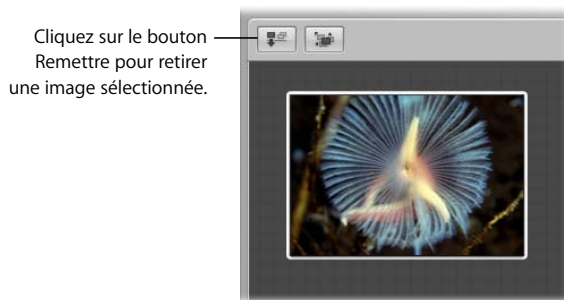 Cliquez sur le bouton
Remettre pour retirer
une image sélectionnée.